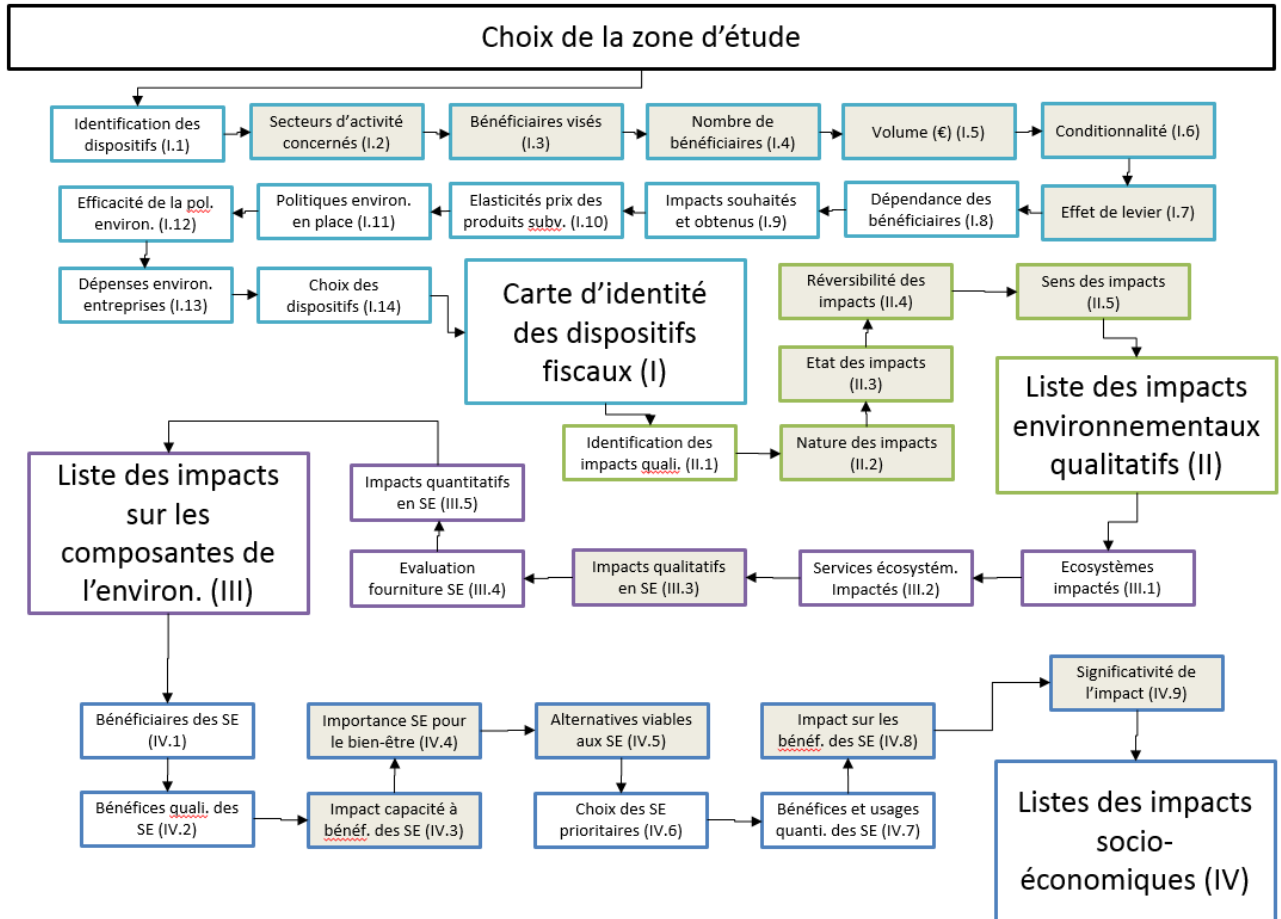 Choix de la zone d'étude
Identification des
dispositifs (I.1)
Secteurs d'activité
concernés (I.2)
Bénéficiaires visés
(I.3)
Nombre de
bénéficiaires (I.4)
Volume (€) (I.5)
Conditionnalité (I.6)
Effet de levier (I.7)
Dépendance des
bénéficiaires (I.8)
Impacts souhaités
et obtenus (I.9)
Elasticités prix des
produits subv. (I.10)
Politiques environ.
en place (I.11)
Efficacité de la pol.
environ. (I.12)
Dépenses environ.
entreprises (I.13)
Choix des
dispositifs (I.14)
Carte d'identité
des dispositifs
fiscaux (I)
Identification des
impacts quali. (II.1)
Nature des impacts
(II.2)
Etat des impacts
(II.3)
Réversibilité des
impacts (II.4)
Sens des impacts
(II.5)
Liste des impacts
environnementaux
qualitatifs (II)
Ecosystèmes
impactés (III.1)
Services écosystém.
Impactés (III.2)
Impacts qualitatifs
en SE (III.3)
Evaluation
fourniture SE (III.4)
Impacts quantitatifs
en SE (III.5)
Liste des impacts
sur les
composantes de
l'environ. (III)
Bénéficiaires des SE
(IV.1)
Bénéfices quali. des
SE (IV.2)
Impact capacité à
bénéf. des SE (IV.3)
Importance SE pour
le bien-être (IV.4)
Alternatives viables
aux SE (IV.5)
Choix des SE
prioritaires (IV.6)
Bénéfices et usages
quanti. des SE (IV.7)
Impact sur les
bénéf. des SE (IV.8)
Significativité de
l'impact (IV.9)
Listes des impacts
socio-
économiques (IV)